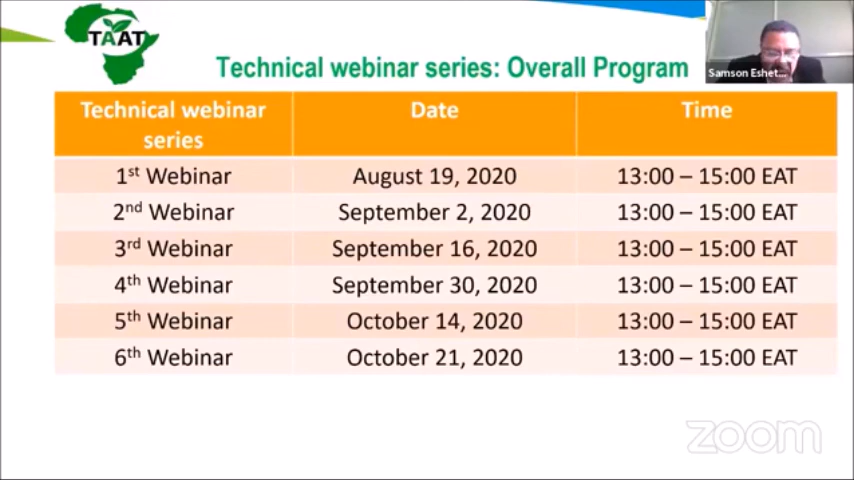 TAAT
Technical webinar series: Overall Program
Samson Eshet...
Technical webinar series Date Time
1st Webinar August 19, 2020 13:00 – 15:00 EAT
2nd Webinar September 2, 2020 13:00 – 15:00 EAT
3rd Webinar September 16, 2020 13:00 – 15:00 EAT
4th Webinar September 30, 2020 13:00 – 15:00 EAT
5th Webinar October 14, 2020 13:00 – 15:00 EAT
6th Webinar October 21, 2020 13:00 – 15:00 EAT
zoom